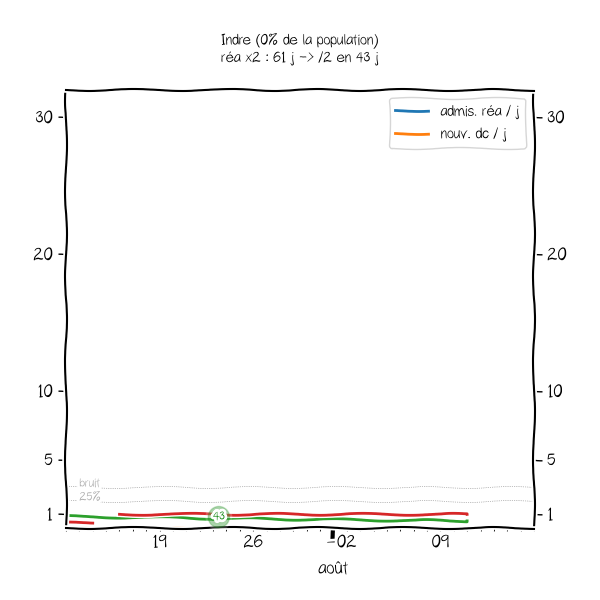 Indre (0% de la population)
réa x2 : 61 j -> /2 en 43 j
admis. réa / j
nouv. dc / j
30
30
20
20
10
10
5
5
bruit
25%
1
43
1
19
26
02
09
août